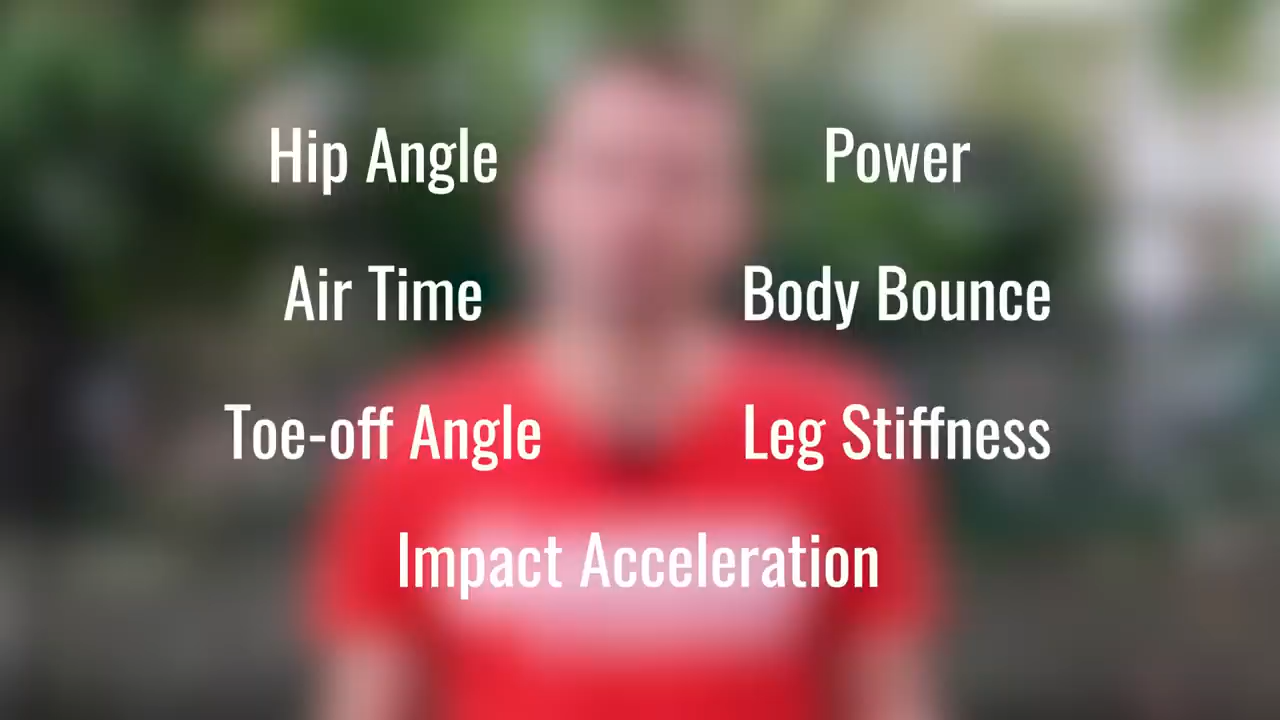 Hip Angle
Power
Air Time
Body Bounce
Toe-off Angle
Leg Stiffness
Impact Acceleration